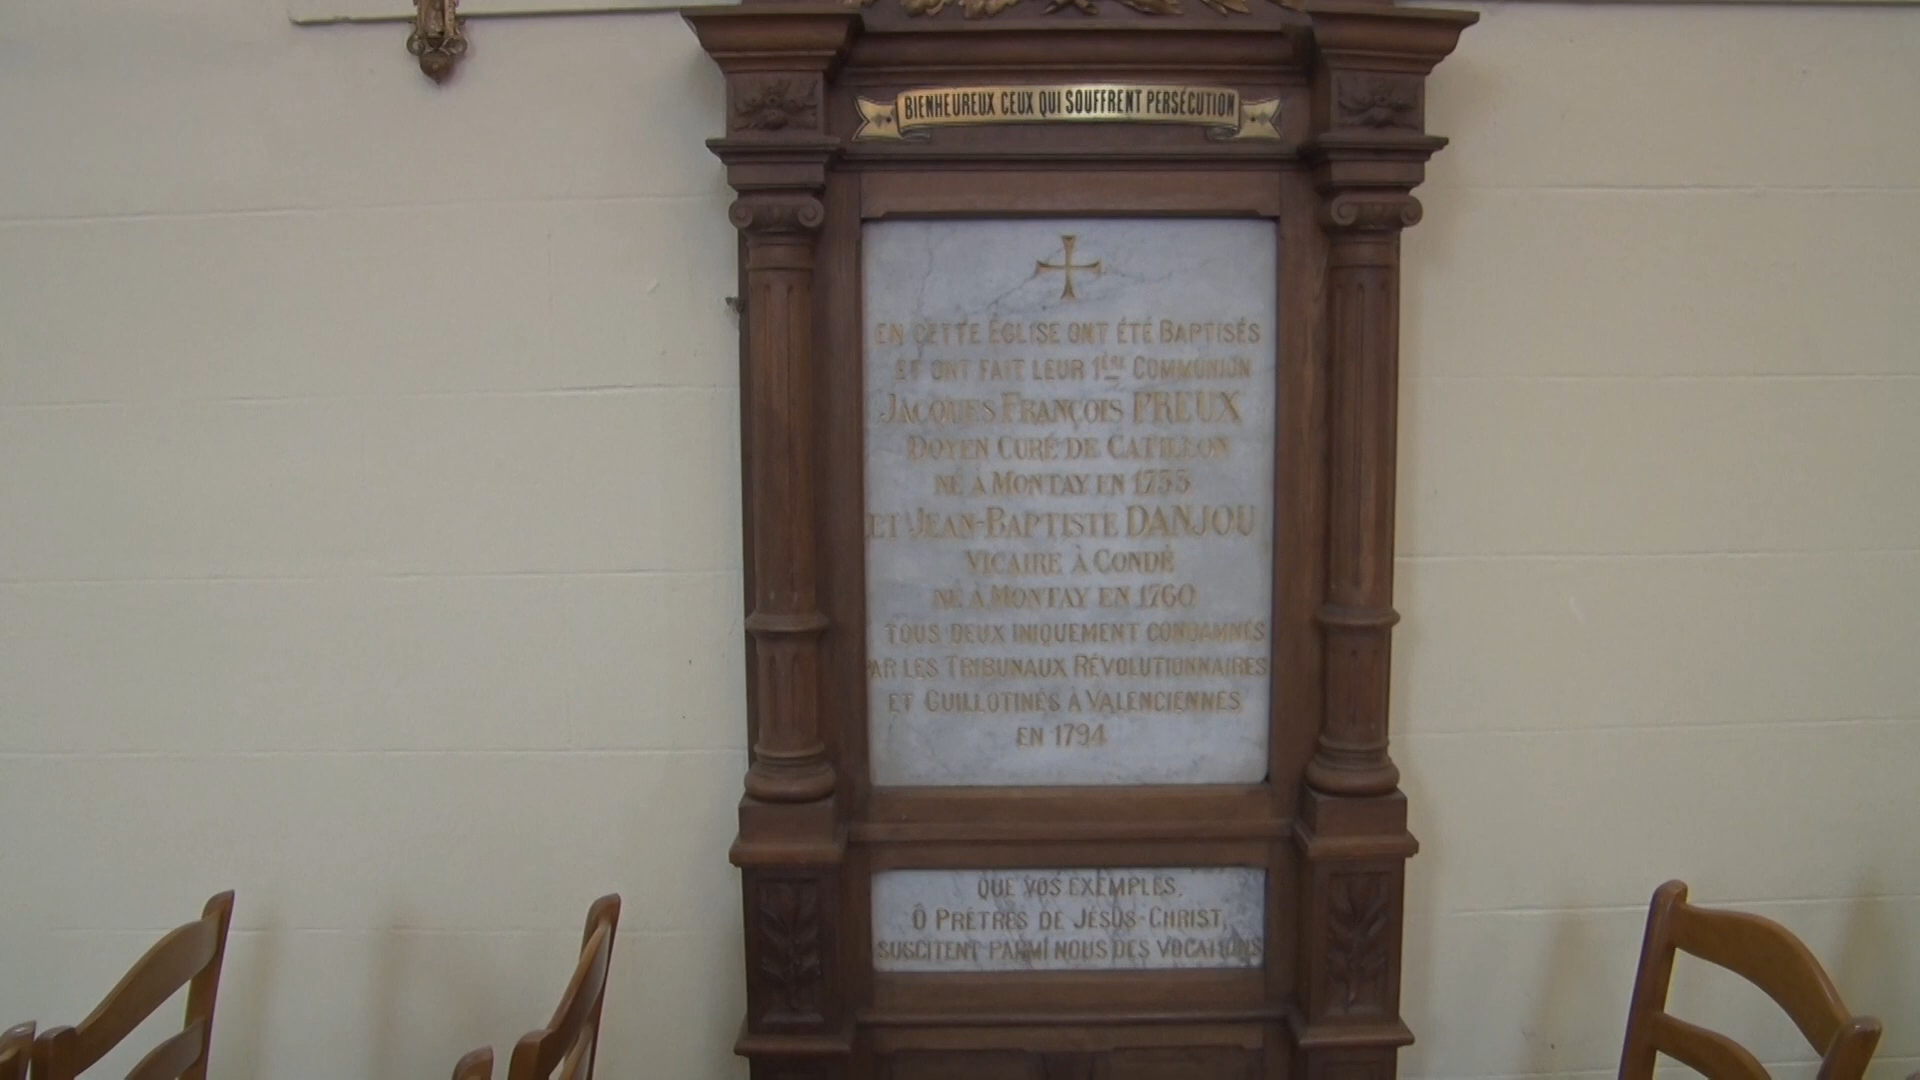 BIENHEUREUX CEUX QUI SOUFFRENT PERSÉCUTION
EN CETTE ÉGLISE ONT ÉTÉ BAPTISÉS
ET ONT FAIT LEUR 1ÈRE COMMUNION
JACQUES FRANÇOIS PREUX
DOYEN CURÉ DE CATILLON
NÉ À MONTAY EN 1755
ET JEAN-BAPTISTE DANJOU
VICAIRE À CONDÉ
NÉ À MONTAY EN 1760
TOUS DEUX INIQUEMENT CONDAMNÉS
PAR LES TRIBUNAUX RÉVOLUTIONNAIRES
ET GUILLOTINÉS À VALENCIENNES
EN 1794
QUE VOS EXEMPLES,
Ô PRÊTRES DE JÉSUS-CHRIST,
SUSCITENT PARMI NOUS DES VOCATIONS